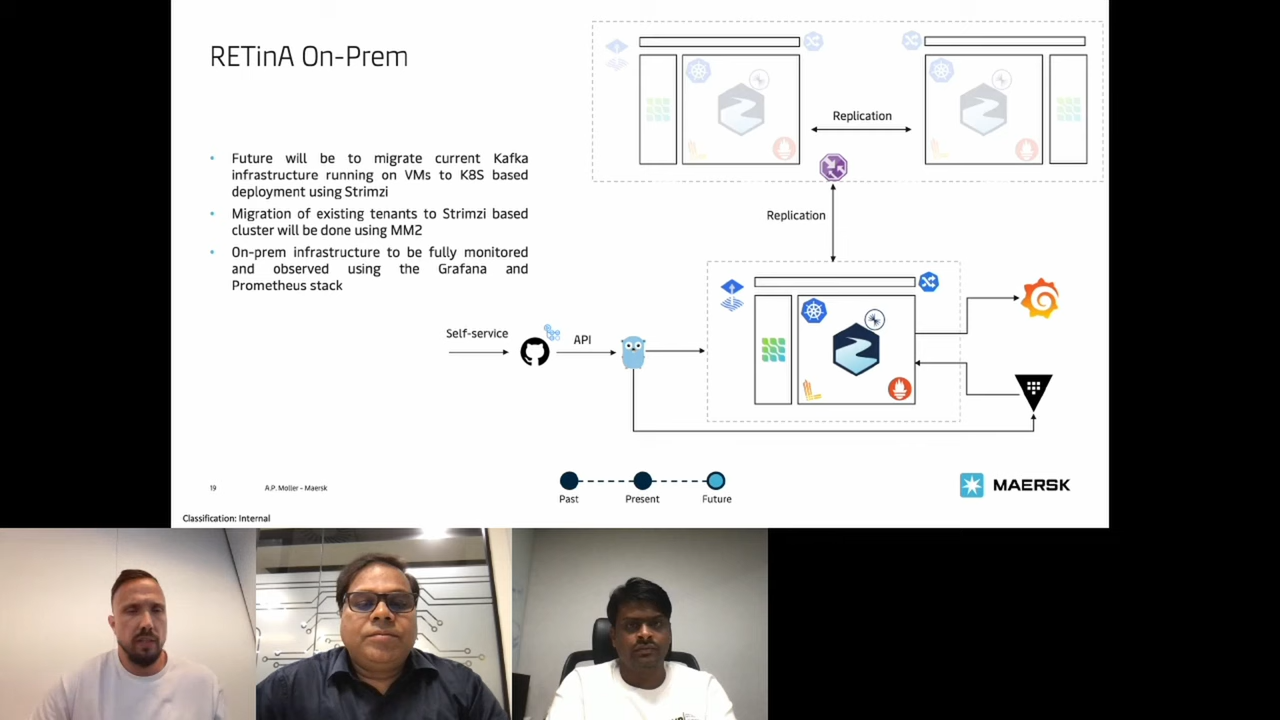 RETinA On-Prem
• Future will be to migrate current Kafka
infrastructure running on VMs to K8S based
deployment using Strimzi
• Migration of existing tenants to Strimzi based
cluster will be done using MM2
• On-prem infrastructure to be fully monitored
and observed using the Grafana and
Prometheus stack
Replication
Replication
Self-service
API
Past
Present
Future
19
A.P. Moller - Maersk
MAERSK
Classification: Internal